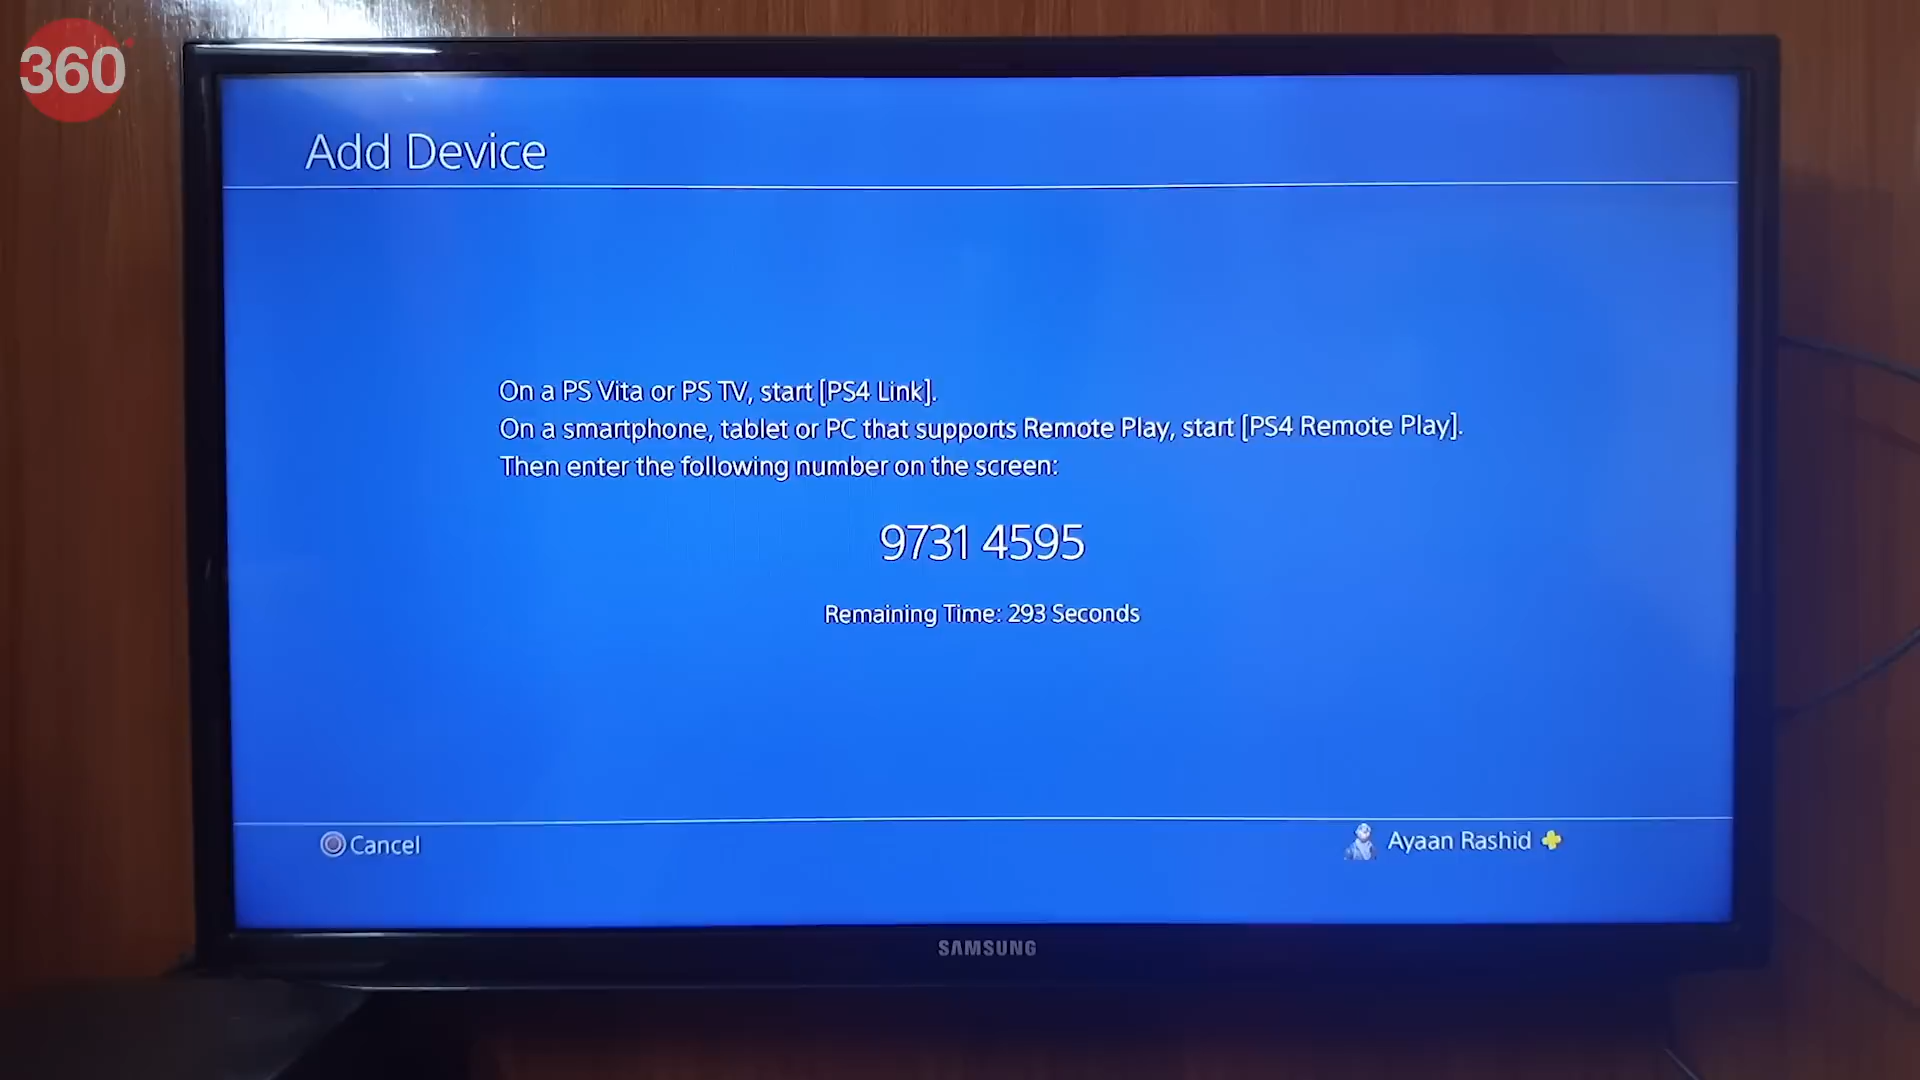 360
Add Device
On a PS Vita or PS TV, start [PS4 Link].
On a smartphone, tablet or PC that supports Remote Play, start [PS4 Remote Play].
Then enter the following number on the screen:
9731 4595
Remaining Time: 293 Seconds
Cancel
Ayaan Rashid
SAMSUNG